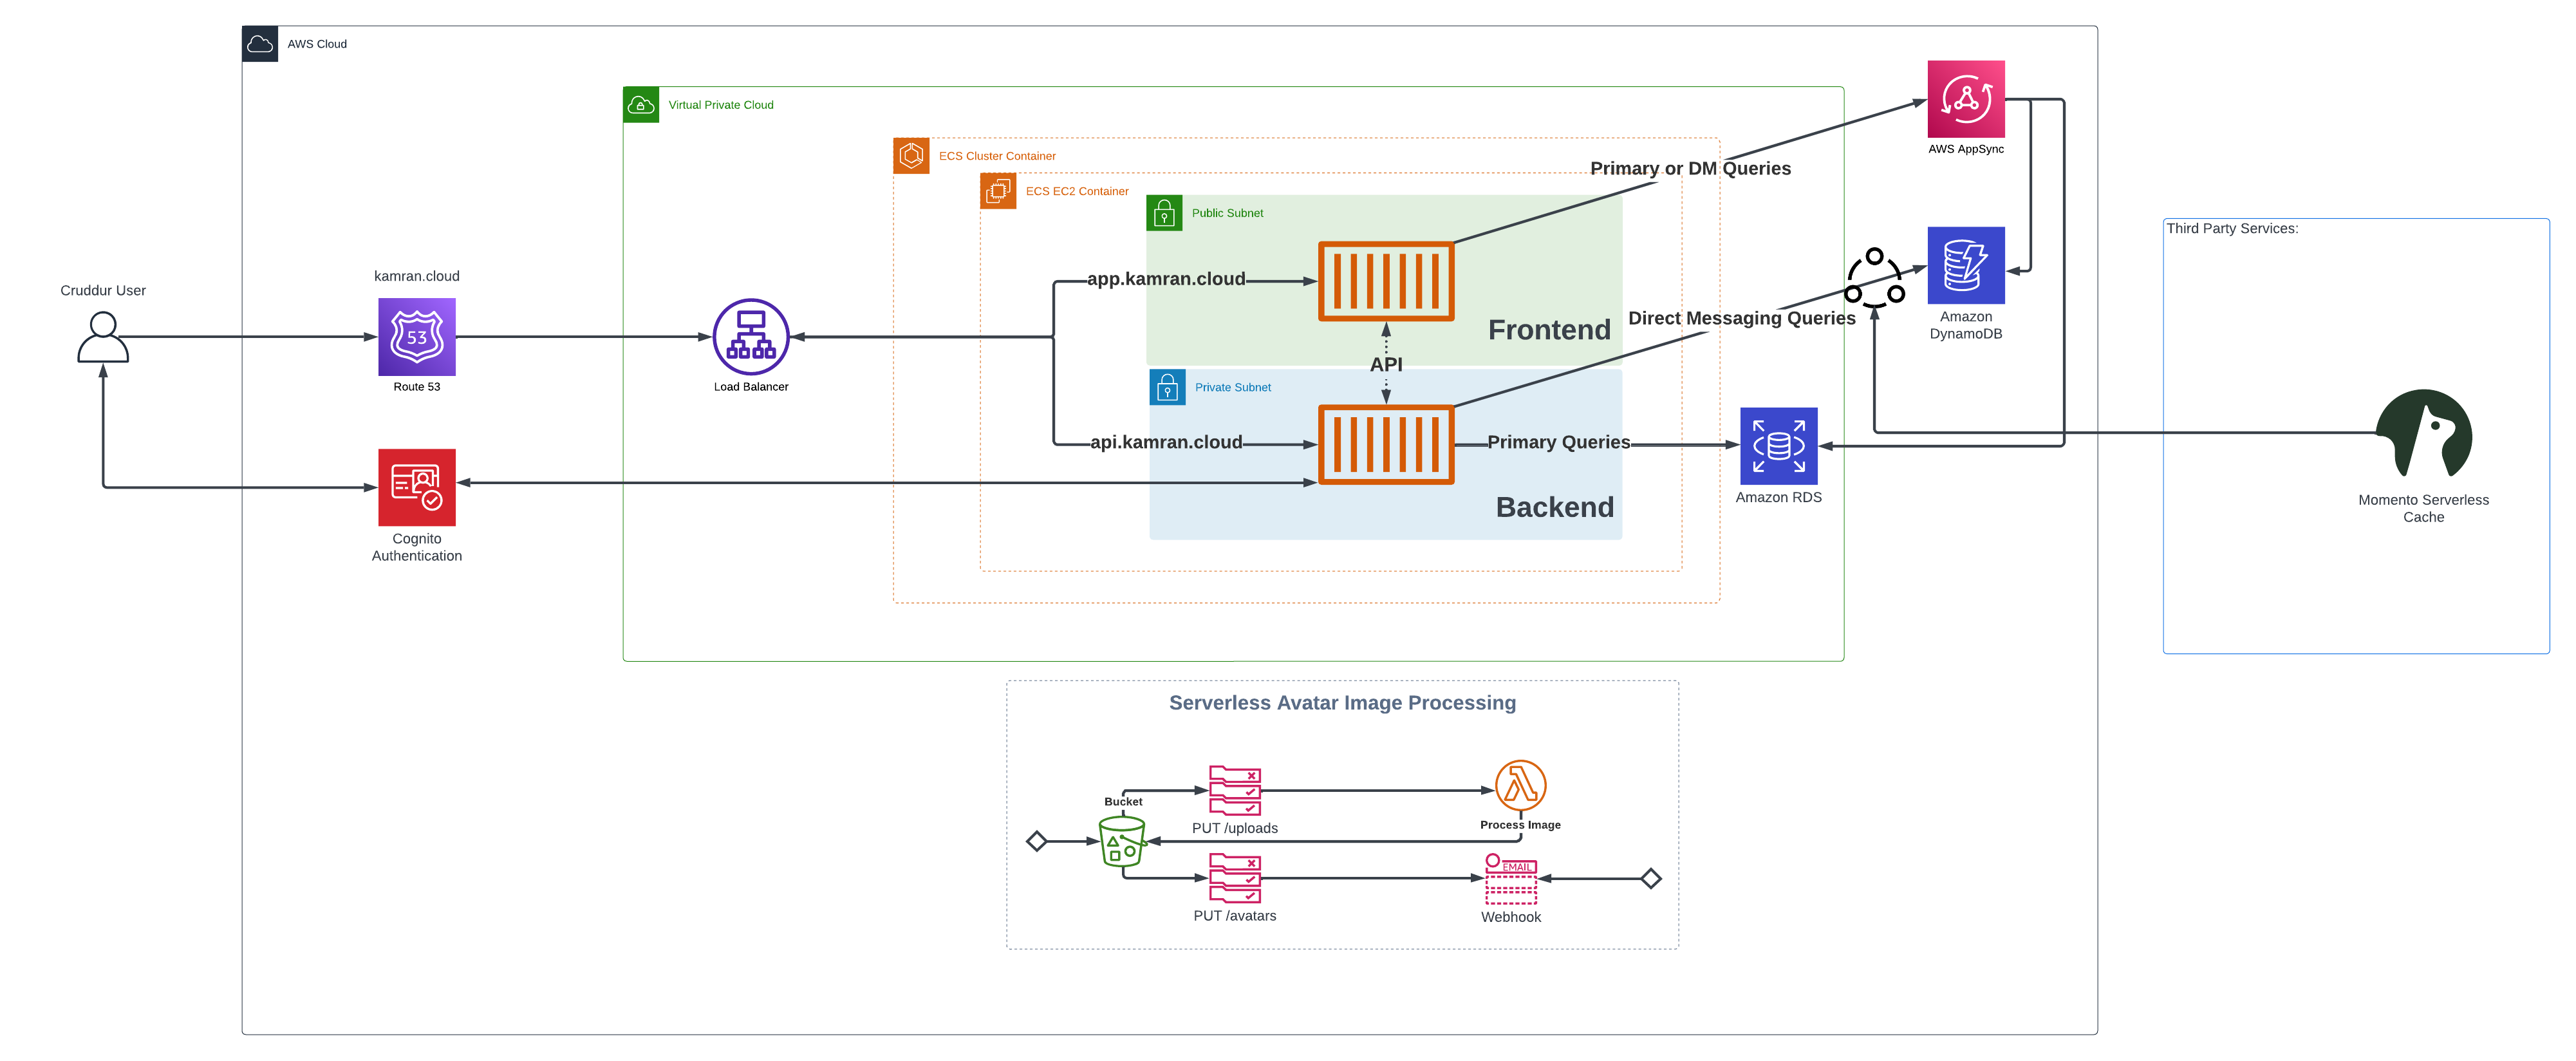 AWS Cloud
Virtual Private Cloud
ECS Cluster Container
ECS EC2 Container
Public Subnet
Primary or DM Queries
AWS AppSync
Third Party Services:
Cruddur User
kamran.cloud
53
Route 53
Load Balancer
app.kamran.cloud
Frontend
Direct Messaging Queries
Amazon
DynamoDB
API
Private Subnet
api.kamran.cloud
Primary Queries
Backend
Amazon RDS
Momento Serverless
Cache
Cognito
Authentication
Serverless Avatar Image Processing
Bucket
PUT /uploads
Process Image
PUT /avatars
EMAIL
Webhook